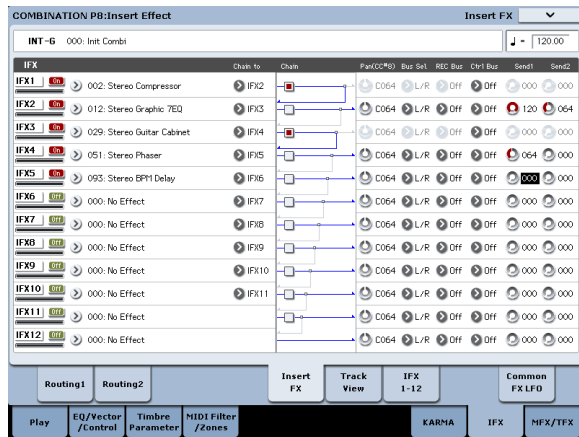 COMBINATION P8:Insert Effect Insert FX
INT-G 000: Init Combi ♩ = 120.00
IFX Chain to Chain Pan(CC#8) Bus Sel. REC Bus Ctrl Bus Send1 Send2
IFX1 On 002: Stereo Compressor IFX2 C064 L/R Off Off 000 000
IFX2 On 012: Stereo Graphic 7EQ IFX3 C064 L/R Off Off 120 064
IFX3 On 029: Stereo Guitar Cabinet IFX4 C064 L/R Off Off 000 000
IFX4 On 051: Stereo Phaser IFX5 C064 L/R Off Off 064 000
IFX5 On 093: Stereo BPM Delay IFX6 C064 L/R Off Off 000 000
IFX6 Off 000: No Effect IFX7 C064 L/R Off Off 000 000
IFX7 Off 000: No Effect IFX8 C064 L/R Off Off 000 000
IFX8 Off 000: No Effect IFX9 C064 L/R Off Off 000 000
IFX9 Off 000: No Effect IFX10 C064 L/R Off Off 000 000
IFX10 Off 000: No Effect IFX11 C064 L/R Off Off 000 000
IFX11 Off 000: No Effect C064 L/R Off Off 000 000
IFX12 Off 000: No Effect C064 L/R Off Off 000 000
Routing1 Routing2 Insert FX Track View IFX 1-12 Common FX LFO
Play EQ/Vector /Control Timbre Parameter MIDI Filter /Zones KARMA IFX MFX/TFX